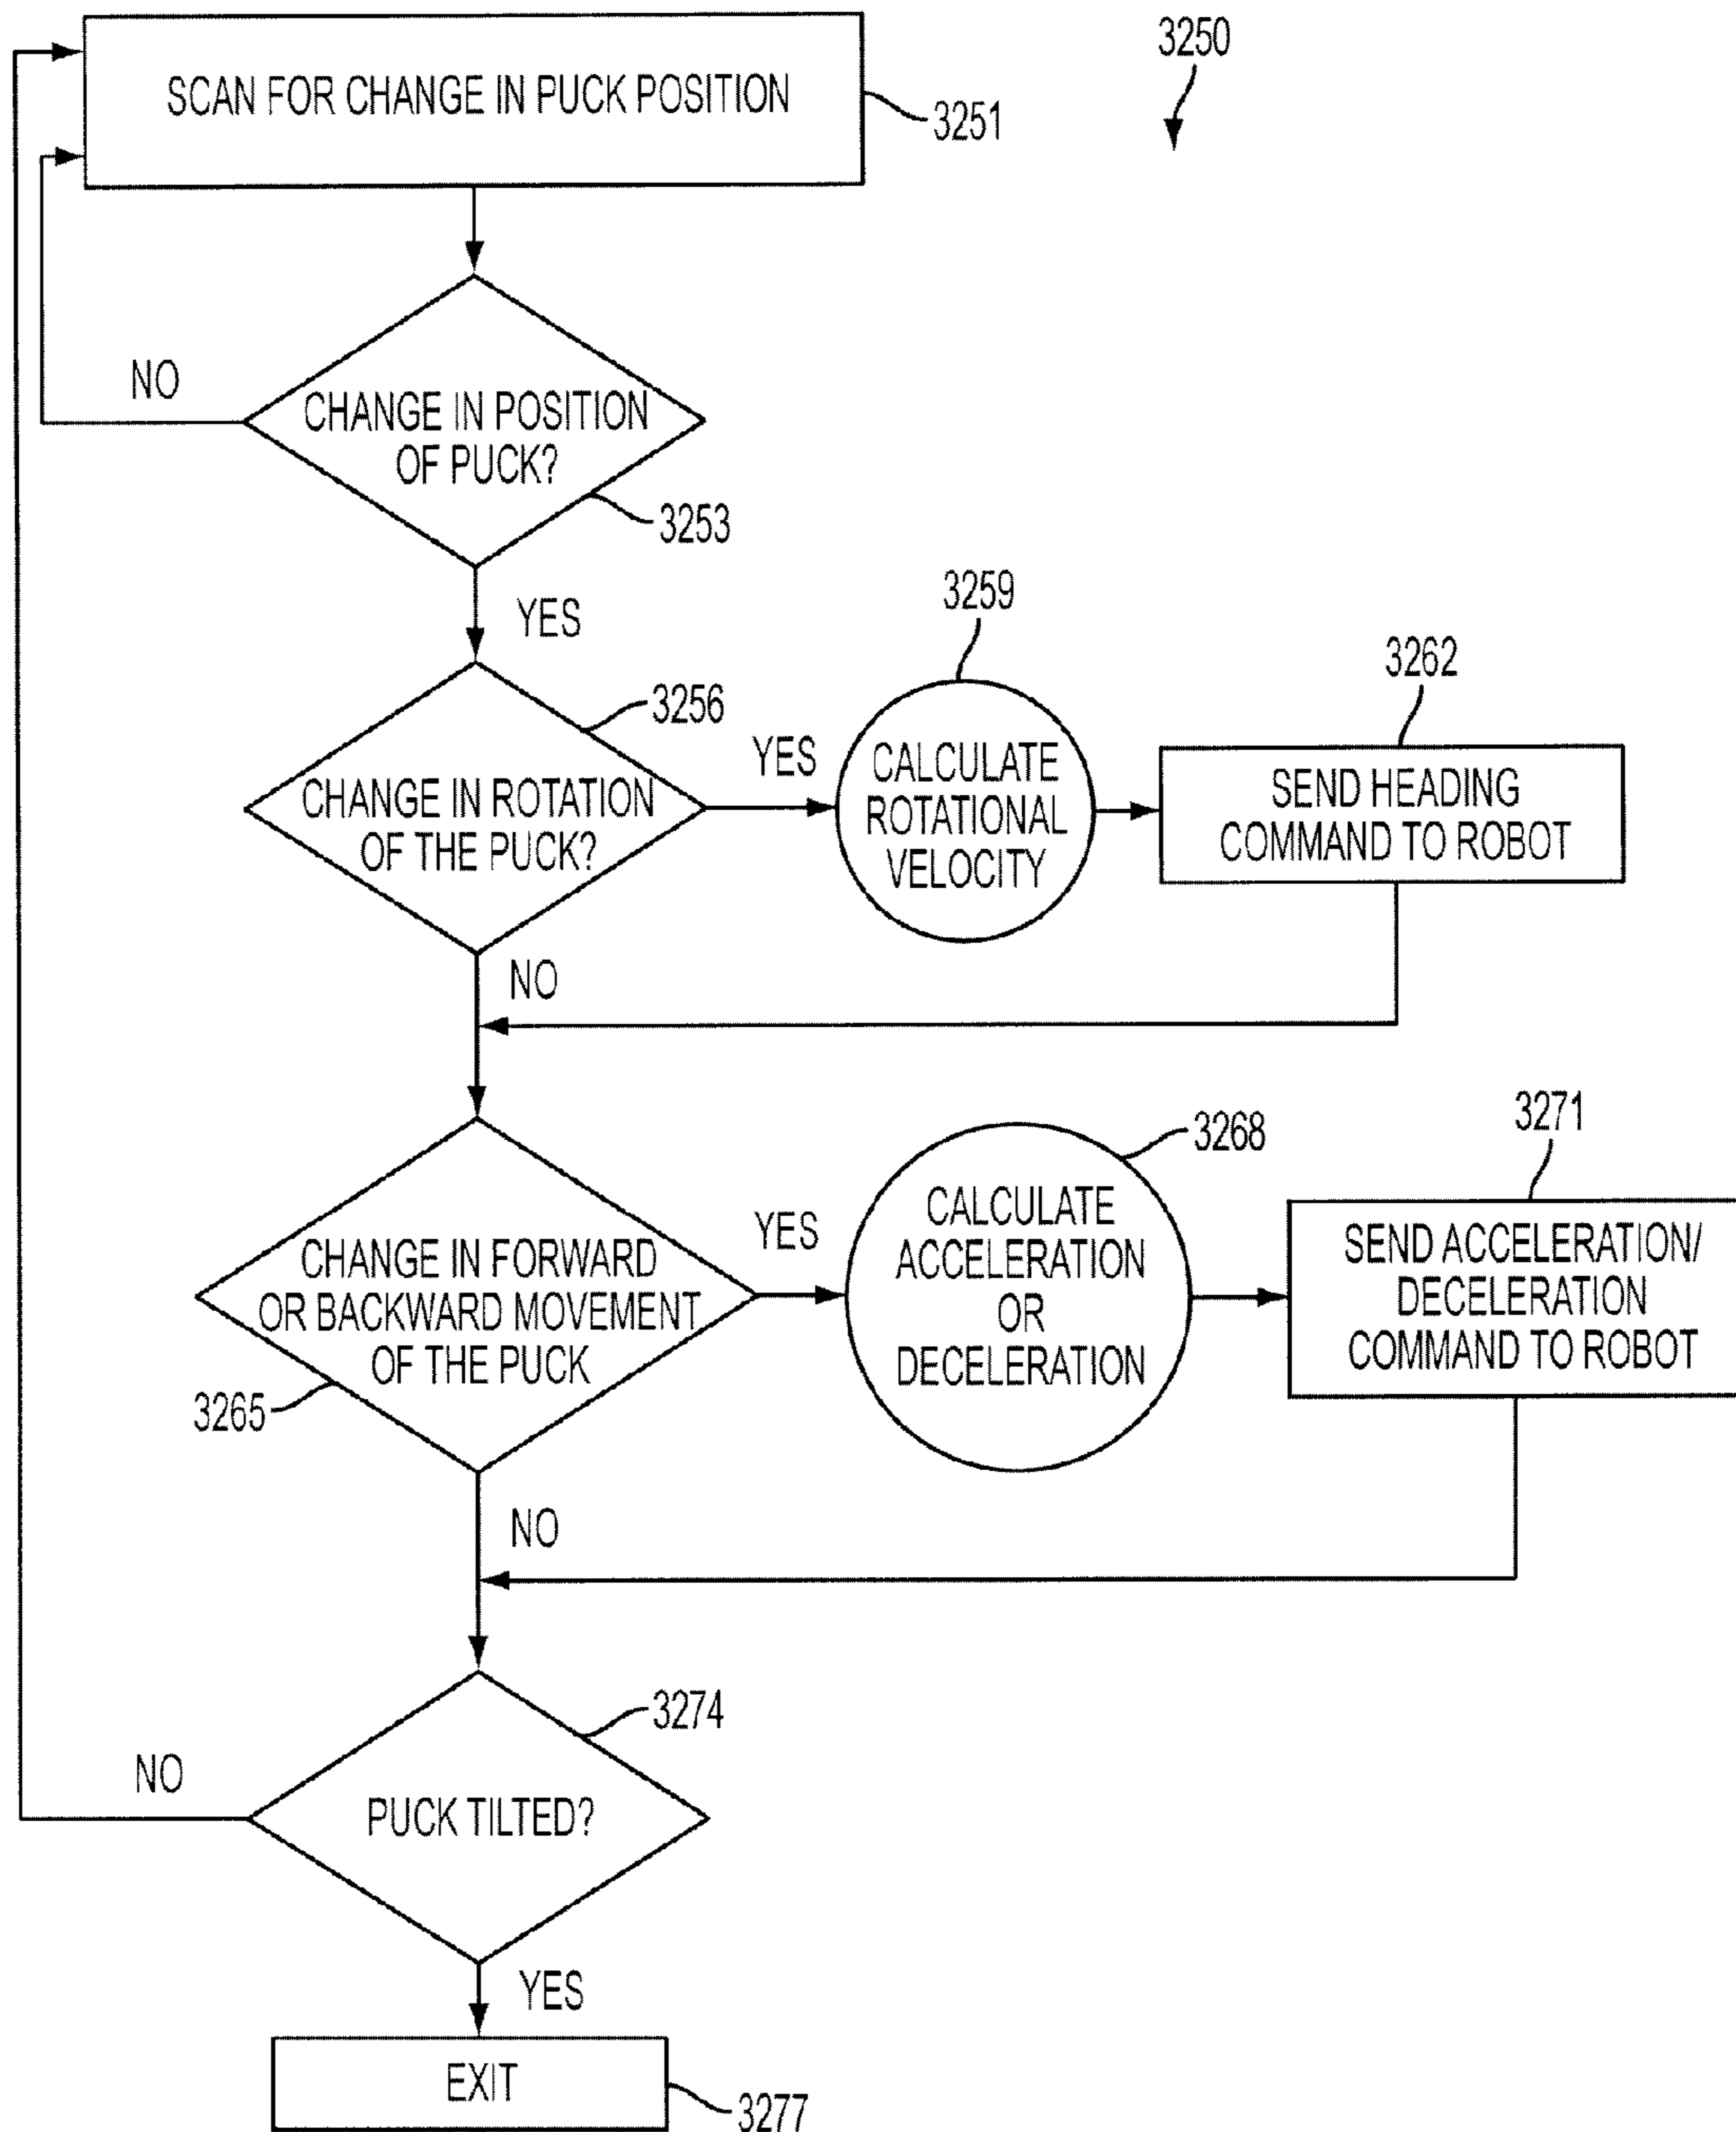 3250
SCAN FOR CHANGE IN PUCK POSITION
3251
NO
CHANGE IN POSITION
OF PUCK?
3253
YES
3256
CHANGE IN ROTATION
OF THE PUCK?
YES
3259
CALCULATE
ROTATIONAL
VELOCITY
3262
SEND HEADING
COMMAND TO ROBOT
NO
CHANGE IN FORWARD
OR BACKWARD MOVEMENT
OF THE PUCK
3265
YES
3268
CALCULATE
ACCELERATION
OR
DECELERATION
3271
SEND ACCELERATION/
DECELERATION
COMMAND TO ROBOT
NO
3274
NO
PUCK TILTED?
YES
EXIT
3277